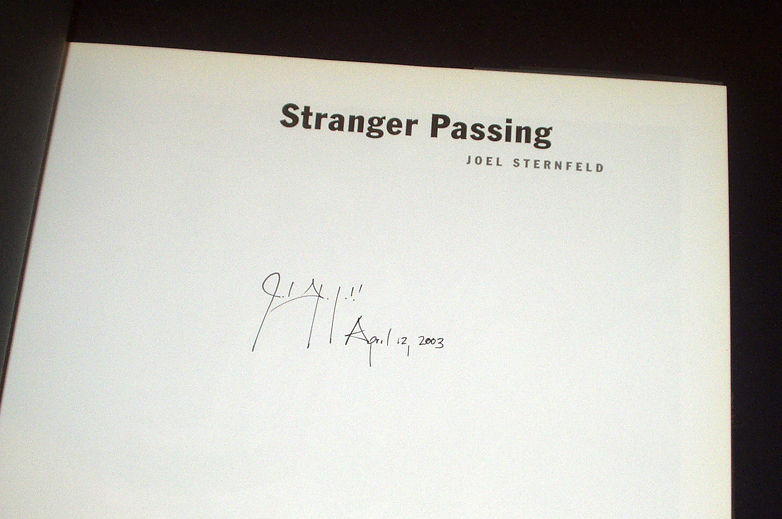 Stranger Passing
JOEL STERNFELD
April 12, 2003